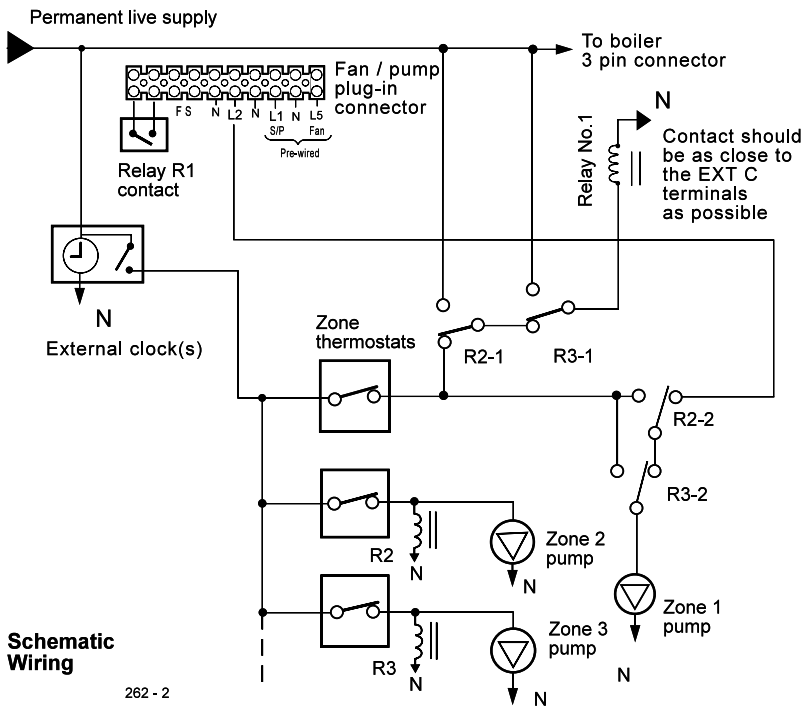 Permanent live supply
To boiler
3 pin connector
Fan / pump
plug-in
connector
F S
N
L2
N
L1
N
L5
S/P
Fan
Pre-wired
Relay R1
contact
Relay No.1
N
Contact should
be as close to
the EXT C
terminals
as possible
N
External clock(s)
Zone
thermostats
R2-1
R3-1
R2-2
R3-2
R2
N
Zone 2
pump
N
Zone 1
pump
N
R3
N
Zone 3
pump
N
Schematic
Wiring
262 - 2